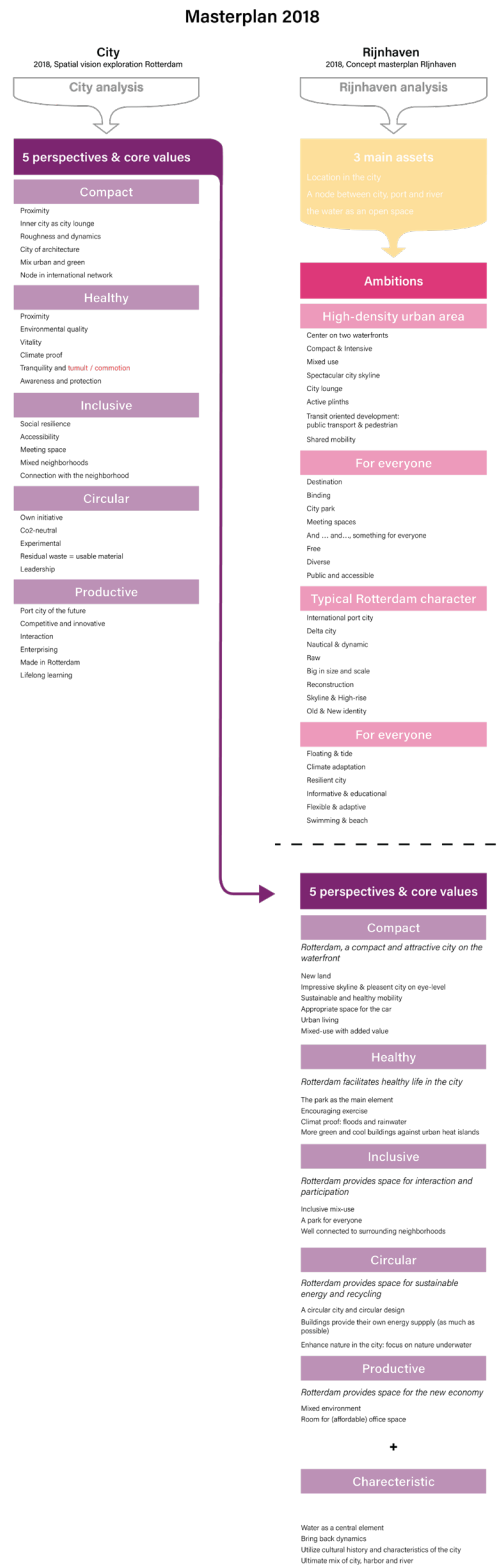 Masterplan 2018
City
2018, Spatial vision exploration Rotterdam
City analysis
5 perspectives & core values
Compact
Proximity
Inner city as city lounge
Roughness and dynamics
City of architecture
Mix urban and green
Node in international network
Healthy
Proximity
Environmental quality
Vitality
Climate proof
Tranquility and tumult / commotion
Awareness and protection
Inclusive
Social resilience
Accessibility
Meeting space
Mixed neighborhoods
Connection with the neighborhood
Circular
Own initiative
Co2-neutral
Experimental
Residual waste = usable material
Leadership
Productive
Port city of the future
Competitive and innovative
Interaction
Enterprising
Made in Rotterdam
Lifelong learning
Rijnhaven
2018, Concept masterplan RIjnhaven
Rijnhaven analysis
3 main assets
Location in the city
A node between city, port and river
the water as an open space
Ambitions
High-density urban area
Center on two waterfronts
Compact & Intensive
Mixed use
Spectacular city skyline
City lounge
Active plinths
Transit oriented development:
public transport & pedestrian
Shared mobility
For everyone
Destination
Binding
City park
Meeting spaces
And ... and..., something for everyone
Free
Diverse
Public and accessible
Typical Rotterdam character
International port city
Delta city
Nautical & dynamic
Raw
Big in size and scale
Reconstruction
Skyline & High-rise
Old & New identity
For everyone
Floating & tide
Climate adaptation
Resilient city
Informative & educational
Flexible & adaptive
Swimming & beach
5 perspectives & core values
Compact
Rotterdam, a compact and attractive city on the
waterfront
New land
Impressive skyline & pleasent city on eye-level
Sustainable and healthy mobility
Appropriate space for the car
Urban living
Mixed-use with added value
Healthy
Rotterdam facilitates healthy life in the city
The park as the main element
Encouraging exercise
Climat proof: floods and rainwater
More green and cool buildings against urban heat islands
Inclusive
Rotterdam provides space for interaction and
participation
Inclusive mix-use
A park for everyone
Well connected to surrounding neighborhoods
Circular
Rotterdam provides space for sustainable
energy and recycling
A circular city and circular design
Buildings provide their own energy suppply (as much as
possible)
Enhance nature in the city: focus on nature underwater
Productive
Rotterdam provides space for the new economy
Mixed environment
Room for (affordable) office space
+
Charecteristic
Water as a central element
Bring back dynamics
Utilize cultural history and characteristics of the city
Ultimate mix of city, harbor and river